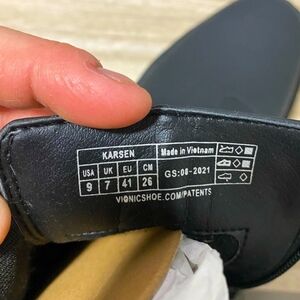 KARSEN
Made in Vietnam
USA UK EU CM
9 7 41 26
GS:08-2021
VIONICSHOE.COM/PATENTS